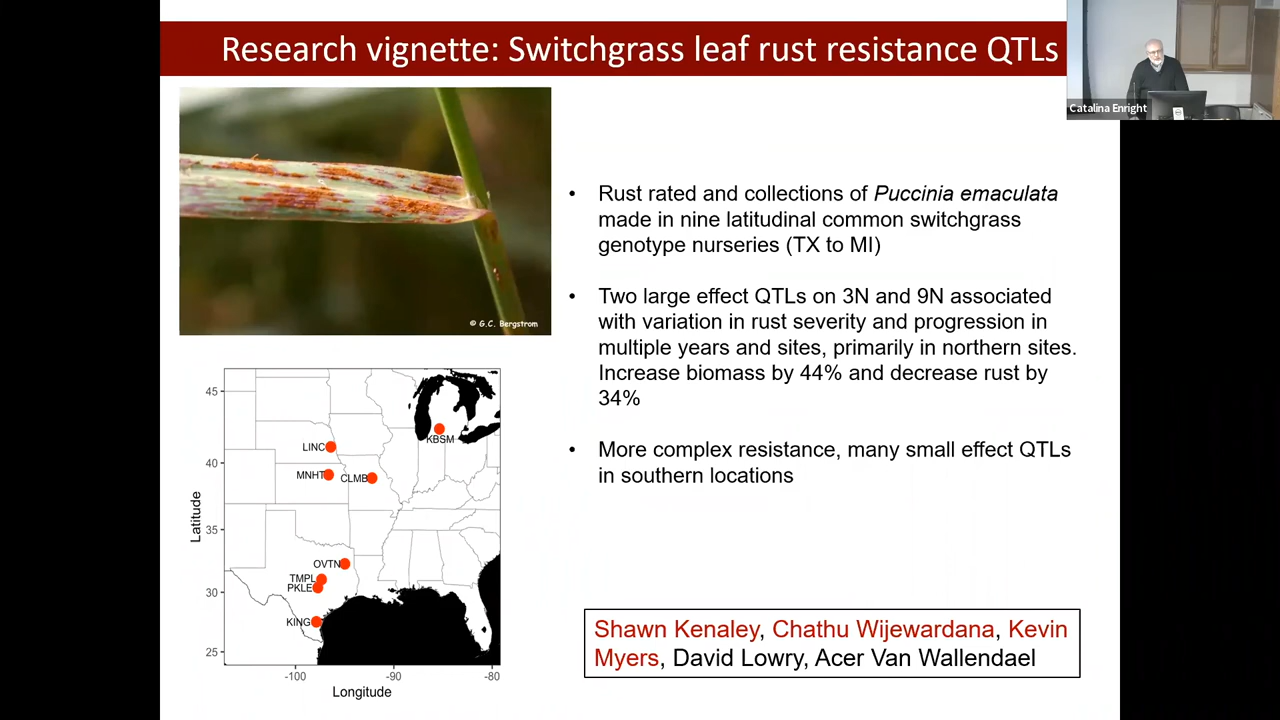 Research vignette: Switchgrass leaf rust resistance QTLs
Catalina Enright
© G.C. Bergstrom
• Rust rated and collections of Puccinia emaculata
made in nine latitudinal common switchgrass
genotype nurseries (TX to MI)
• Two large effect QTLs on 3N and 9N associated
with variation in rust severity and progression in
multiple years and sites, primarily in northern sites.
Increase biomass by 44% and decrease rust by
34%
• More complex resistance, many small effect QTLs
in southern locations
45
40
35
30
25
Latitude
KBSM
LINC
MNHT
CLMB
OVTN
TMPL
PKLE
KING
-100
-90
-80
Longitude
Shawn Kenaley, Chathu Wijewardana, Kevin
Myers, David Lowry, Acer Van Wallendael